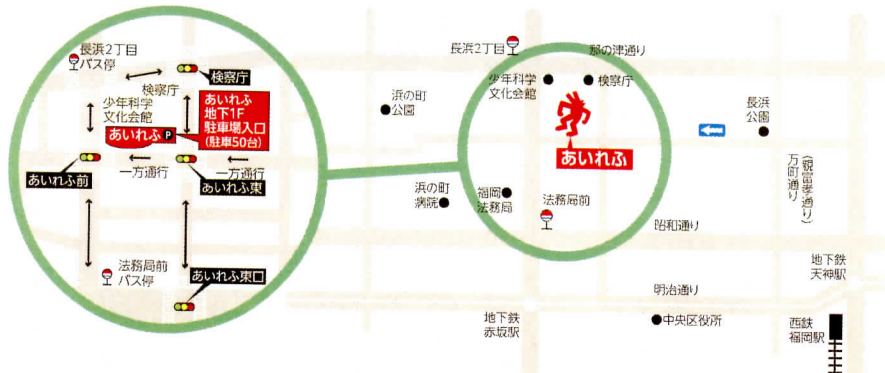 長浜2丁目
バス停
検察庁
検察庁
少年科学
文化会館
あいれふ P
あいれふ
地下1F
駐車場入口
(駐車50台)
あいれふ前
一方通行
一方通行
あいれふ東
法務局前
バス停
あいれふ東口
長浜2丁目
那の津通り
少年科学
文化会館
検察庁
浜の町
公園
あいれふ
長浜
公園
浜の町
病院
福岡
法務局
法務局前
(親富孝通り)
万町通り
昭和通り
地下鉄
天神駅
明治通り
地下鉄
赤坂駅
中央区役所
西鉄
福岡駅